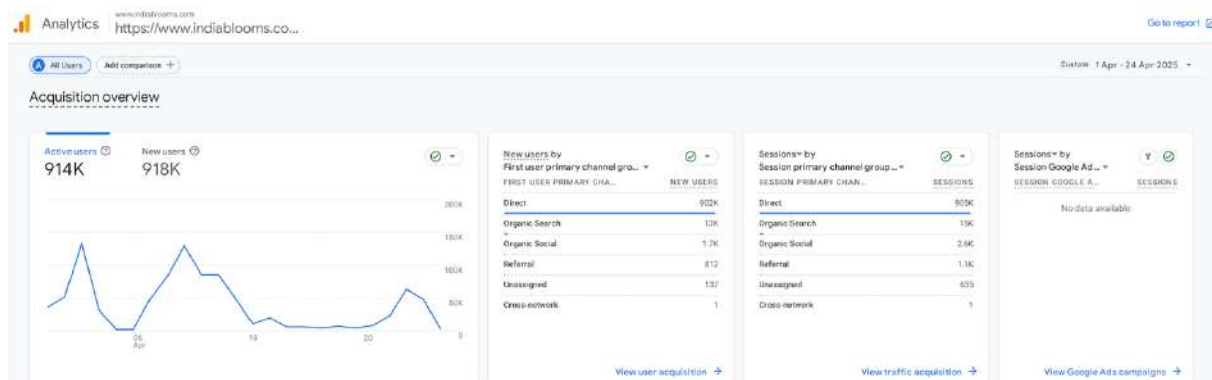 www.indiablooms.com
Analytics
https://www.indiablooms.co...
Go to report
A All Users
Add comparison +
Custom 1 Apr - 24 Apr 2025
Acquisition overview
Active users
914K
New users
918K
200K
150K
100K
50K
0
06
Apr
13
20
New users by
First user primary channel gro...
FIRST USER PRIMARY CHA... NEW USERS
Direct 902K
Organic Search 13K
Organic Social 1.7K
Referral 812
Unassigned 132
Cross-network 1
View user acquisition →
Sessions by
Session primary channel group...
SESSION PRIMARY CHAN... SESSIONS
Direct 905K
Organic Search 15K
Organic Social 2.6K
Referral 1.1K
Unassigned 635
Cross-network 1
View traffic acquisition →
Sessions by
Session Google Ad...
SESSION GOOGLE A... SESSIONS
No data available
View Google Ads campaigns →